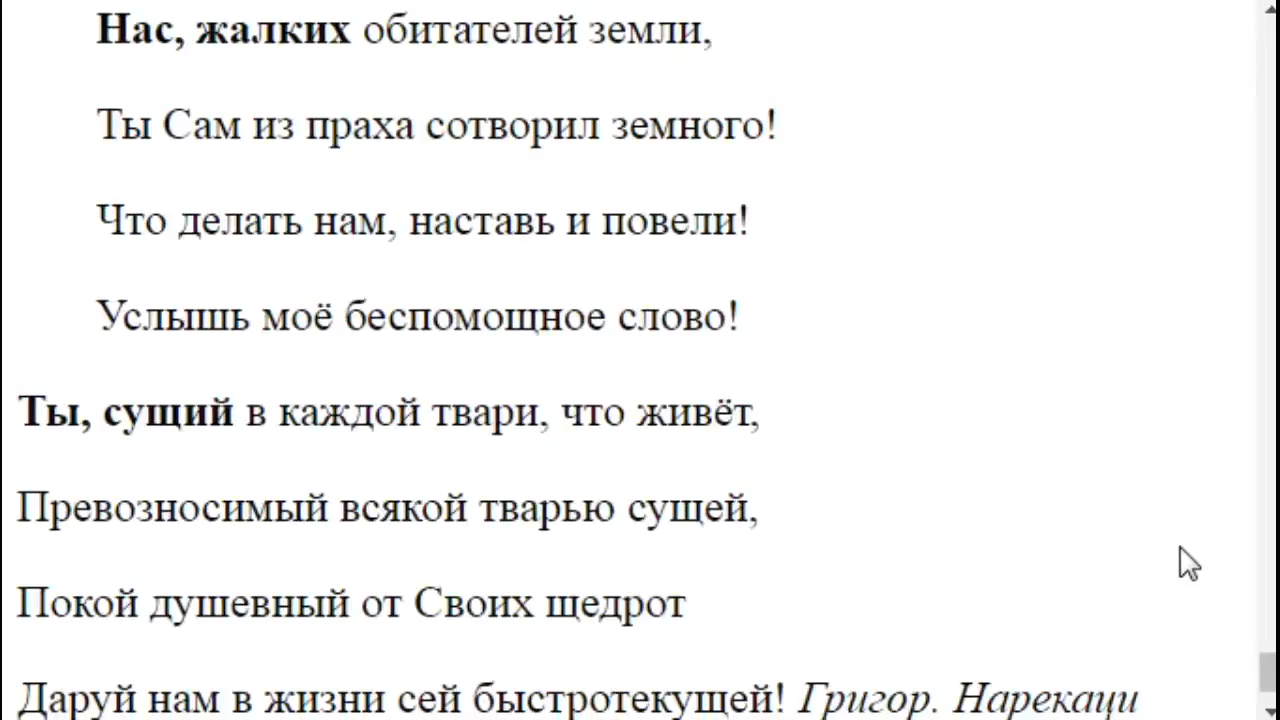 Нас, жалких обитателей земли,
Ты Сам из праха сотворил земного!
Что делать нам, наставь и повели!
Услышь моё беспомощное слово!
Ты, сущий в каждой твари, что живёт,
Превозносимый всякой тварью сущей,
Покой душевный от Своих щедрот
Даруй нам в жизни сей быстротекущей! Григор. Нарекаци